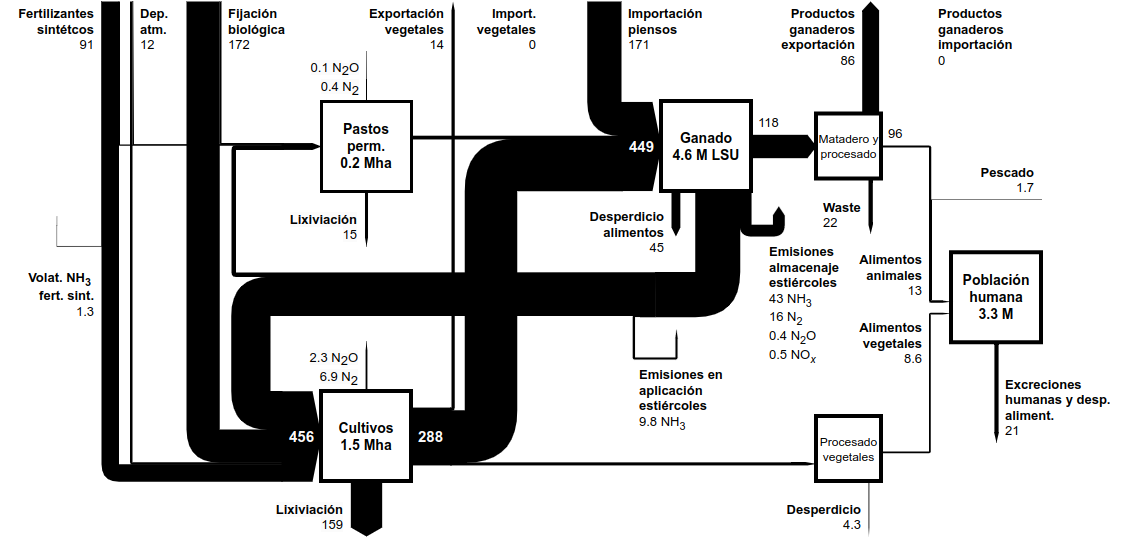 Fertilizantes
sintétcos
91
Dep.
atm.
12
Fijación
biológica
172
Exportación
vegetales
14
Import.
vegetales
0
Importación
piensos
171
Productos
ganaderos
exportación
86
Productos
ganaderos
importación
0
0.1 N2O
0.4 N2
Pastos
perm.
0.2 Mha
449
Ganado
4.6 M LSU
118
Matadero y
procesado
96
Pescado
1.7
Lixiviación
15
Desperdicio
alimentos
45
Waste
22
Volat. NH3
fert. sint.
1.3
Emisiones
almacenaje
estiércoles
43 NH3
16 N2
0.4 N2O
0.5 NOx
Alimentos
animales
13
Población
humana
3.3 M
Alimentos
vegetales
8.6
2.3 N2O
6.9 N2
Emisiones en
aplicación
estiércoles
9.8 NH3
Excreciones
humanas y desp.
aliment.
21
456
Cultivos
1.5 Mha
288
Procesado
vegetales
Lixiviación
159
Desperdicio
4.3